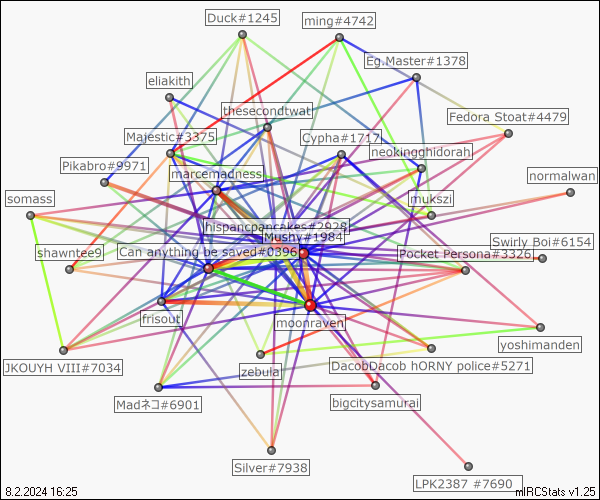 Duck#1245
ming#4742
Eg.Master#1378
eliakith
thesecondtwat
Fedora Stoat#4479
Majestic#3375
Cypha#1717
neokingghidorah
Pikabro#9971
marcemadness
normalwan
somass
mukszi
hispancpancakes#2928
Mushy#1984
Swirly Boi#6154
shawntee9
Can anything be saved#0396
Pocket Persona#3326
frisout
moonraven
yoshimanden
JKOUYH VIII#7034
zebulai
DacobDacob hORNY police#5271
Madネコ#6901
bigcitysamurai
Silver#7938
LPK2387 #7690
8.2.2024 16:25
mIRCStats v1.25